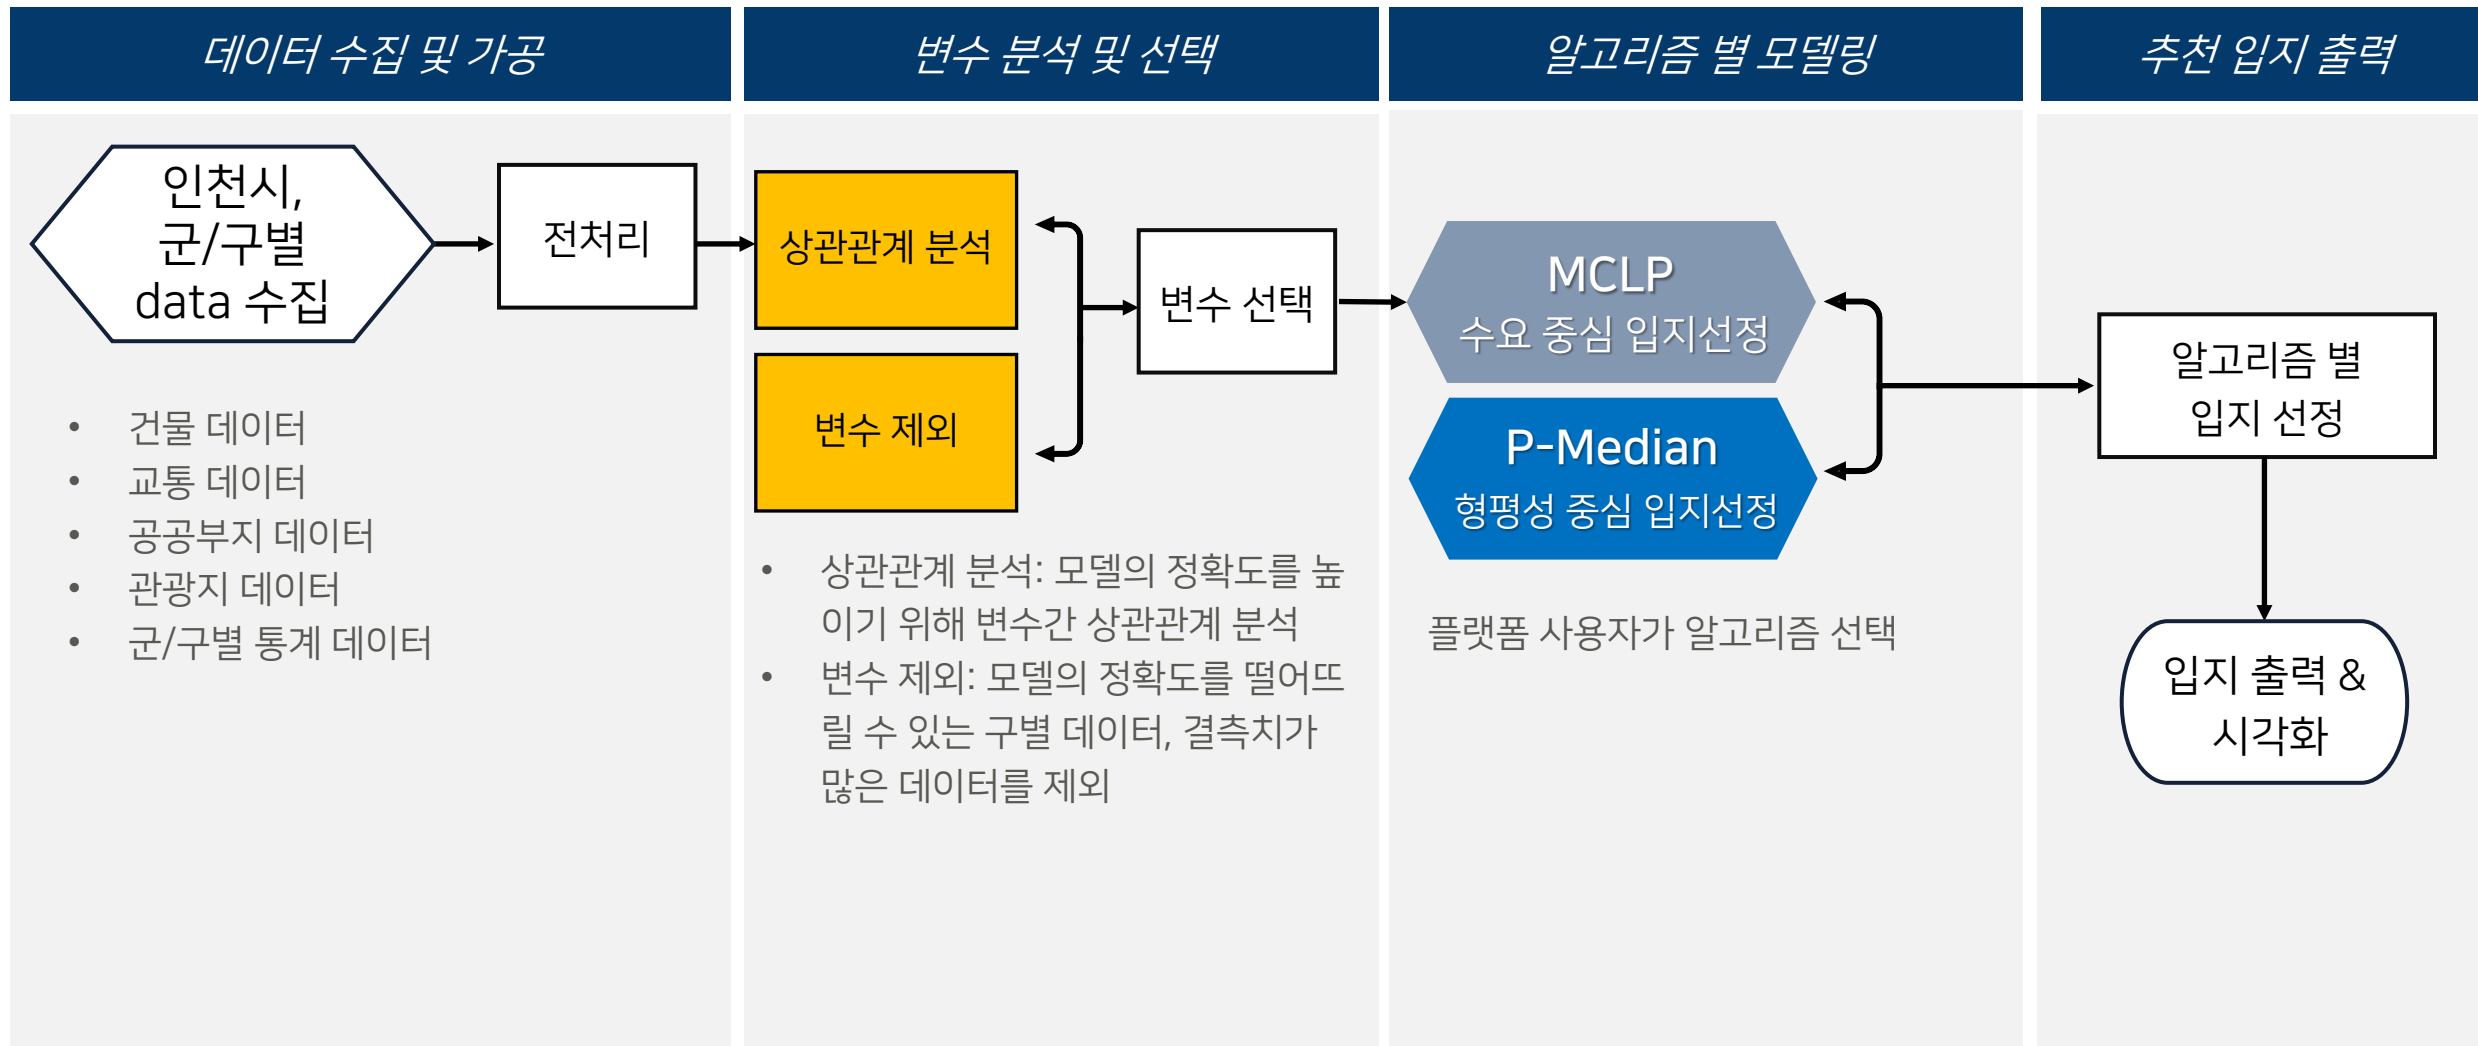 데이터 수집 및 가공
변수 분석 및 선택
알고리즘 별 모델링
추천 입지 출력
인천시,
군/구별
data 수집
전처리
• 건물 데이터
• 교통 데이터
• 공공부지 데이터
• 관광지 데이터
• 군/구별 통계 데이터
상관관계 분석
변수 제외
변수 선택
• 상관관계 분석: 모델의 정확도를 높
이기 위해 변수간 상관관계 분석
• 변수 제외: 모델의 정확도를 떨어뜨
릴 수 있는 구별 데이터, 결측치가
많은 데이터를 제외
MCLP
수요 중심 입지선정
P-Median
형평성 중심 입지선정
플랫폼 사용자가 알고리즘 선택
알고리즘 별
입지 선정
입지 출력 &
시각화